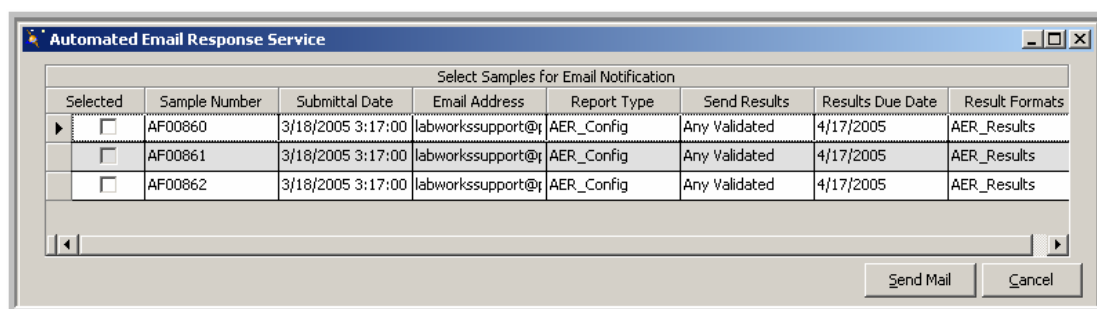 Automated Email Response Service
Select Samples for Email Notification
Selected Sample Number Submittal Date Email Address Report Type Send Results Results Due Date Result Formats
AF00860 3/18/2005 3:17:00 labworkssupport@p AER_Config Any Validated 4/17/2005 AER_Results
AF00861 3/18/2005 3:17:00 labworkssupport@p AER_Config Any Validated 4/17/2005 AER_Results
AF00862 3/18/2005 3:17:00 labworkssupport@p AER_Config Any Validated 4/17/2005 AER_Results
Send Mail Cancel